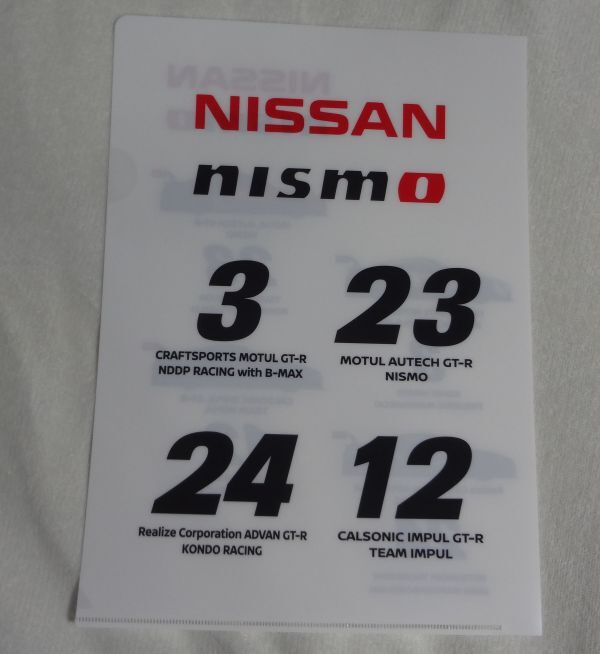 NISSAN
nismo
3
CRAFTSPORTS MOTUL GT-R
NDDP RACING with B-MAX
23
MOTUL AUTECH GT-R
NISMO
24
Realize Corporation ADVAN GT-R
KONDO RACING
12
CALSONIC IMPUL GT-R
TEAM IMPUL